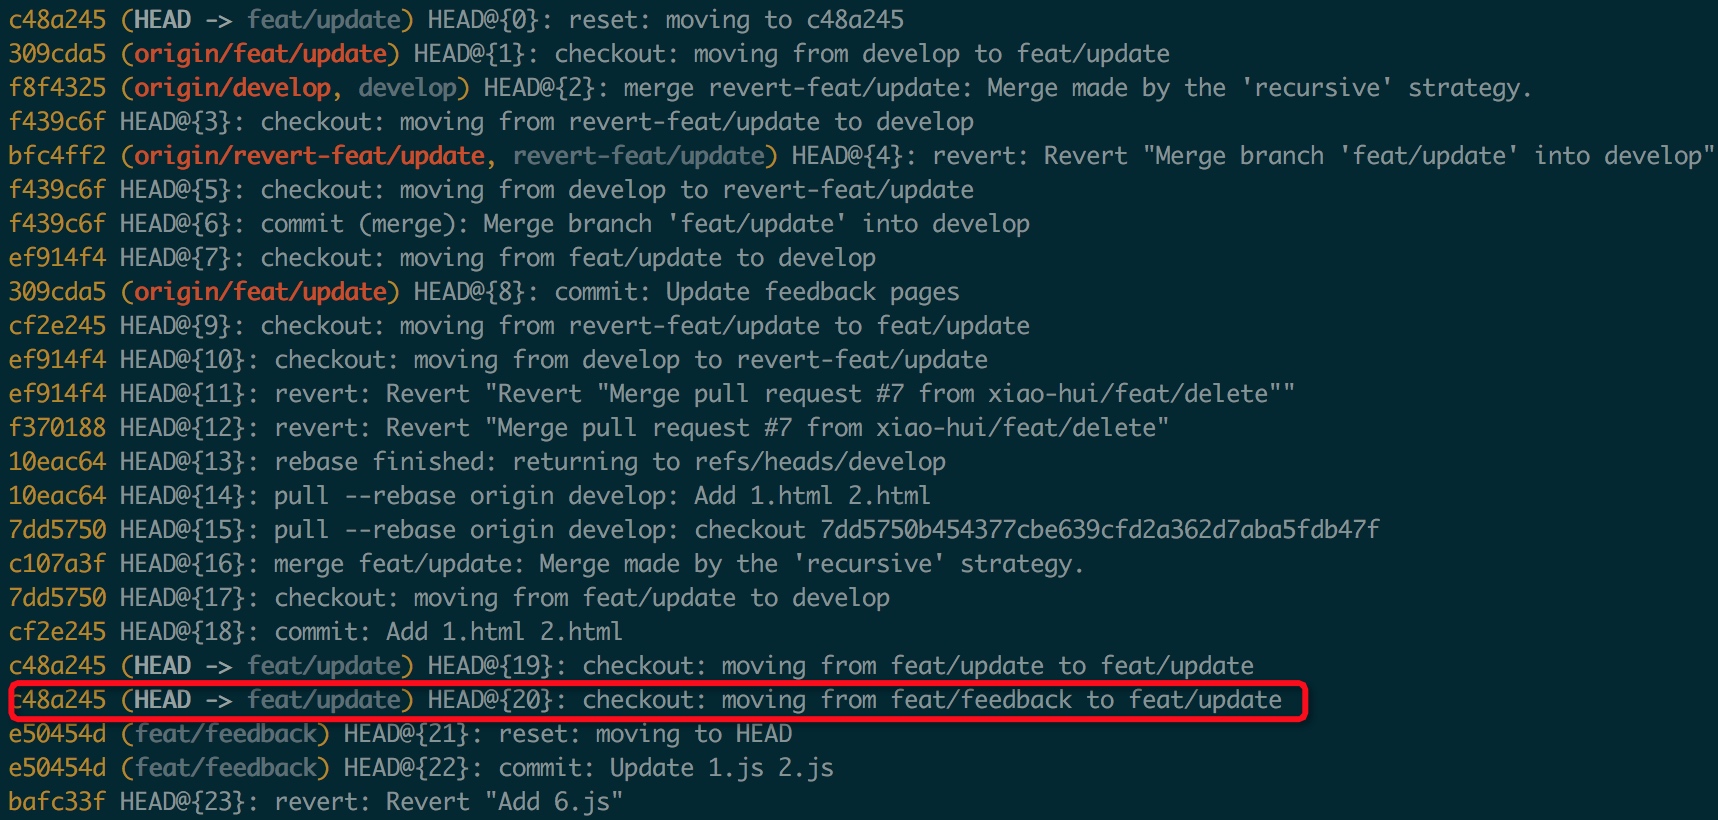 c48a245 (HEAD -> feat/update) HEAD@{0}: reset: moving to c48a245
309cda5 (origin/feat/update) HEAD@{1}: checkout: moving from develop to feat/update
f8f4325 (origin/develop, develop) HEAD@{2}: merge revert-feat/update: Merge made by the 'recursive' strategy.
f439c6f HEAD@{3}: checkout: moving from revert-feat/update to develop
bfc4ff2 (origin/revert-feat/update, revert-feat/update) HEAD@{4}: revert: Revert "Merge branch 'feat/update' into develop"
f439c6f HEAD@{5}: checkout: moving from develop to revert-feat/update
f439c6f HEAD@{6}: commit (merge): Merge branch 'feat/update' into develop
ef914f4 HEAD@{7}: checkout: moving from feat/update to develop
309cda5 (origin/feat/update) HEAD@{8}: commit: Update feedback pages
cf2e245 HEAD@{9}: checkout: moving from revert-feat/update to feat/update
ef914f4 HEAD@{10}: checkout: moving from develop to revert-feat/update
ef914f4 HEAD@{11}: revert: Revert "Revert "Merge pull request #7 from xiao-hui/feat/delete""
f370188 HEAD@{12}: revert: Revert "Merge pull request #7 from xiao-hui/feat/delete"
10eac64 HEAD@{13}: rebase finished: returning to refs/heads/develop
10eac64 HEAD@{14}: pull --rebase origin develop: Add 1.html 2.html
7dd5750 HEAD@{15}: pull --rebase origin develop: checkout 7dd5750b454377cbe639cfd2a362d7aba5fdb47f
c107a3f HEAD@{16}: merge feat/update: Merge made by the 'recursive' strategy.
7dd5750 HEAD@{17}: checkout: moving from feat/update to develop
cf2e245 HEAD@{18}: commit: Add 1.html 2.html
c48a245 (HEAD -> feat/update) HEAD@{19}: checkout: moving from feat/update to feat/update
c48a245 (HEAD -> feat/update) HEAD@{20}: checkout: moving from feat/feedback to feat/update
e50454d (feat/feedback) HEAD@{21}: reset: moving to HEAD
e50454d (feat/feedback) HEAD@{22}: commit: Update 1.js 2.js
bafc33f HEAD@{23}: revert: Revert "Add 6.js"